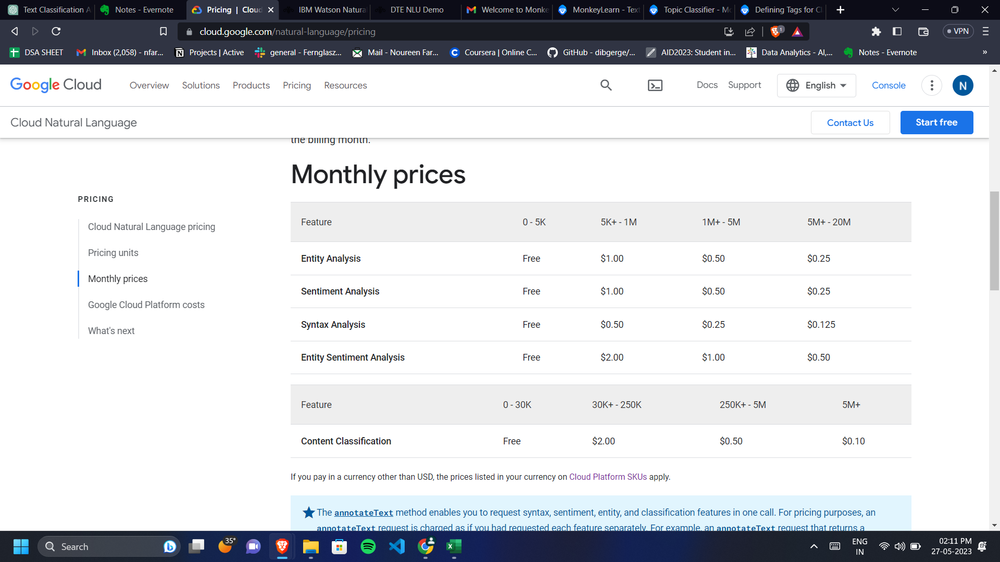 Text Classification A
Notes - Evernote
Pricing | Cloud
IBM Watson Natural
DTE NLU Demo
Welcome to Monke
MonkeyLearn - Text
Topic Classifier - Mo
Defining Tags for Cl
cloud.google.com/natural-language/pricing
1
VPN
DSA SHEET
Inbox (2,058) - nfar...
Projects | Active
general - Fernglasz...
Mail - Noureen Far...
Coursera | Online C...
GitHub - dibgerge/...
AID2023: Student in...
Data Analytics - AI,...
Notes - Evernote
»
Google Cloud
Overview
Solutions
Products
Pricing
Resources
Docs
Support
English
Console
N
Cloud Natural Language
Contact Us
Start free
the billing month.
Monthly prices
PRICING
Cloud Natural Language pricing
Pricing units
Monthly prices
Google Cloud Platform costs
What's next
Feature 0 - 5K 5K+ - 1M 1M+ - 5M 5M+ - 20M
Entity Analysis Free $1.00 $0.50 $0.25
Sentiment Analysis Free $1.00 $0.50 $0.25
Syntax Analysis Free $0.50 $0.25 $0.125
Entity Sentiment Analysis Free $2.00 $1.00 $0.50
Feature 0 - 30K 30K+ - 250K 250K+ - 5M 5M+
Content Classification Free $2.00 $0.50 $0.10
If you pay in a currency other than USD, the prices listed in your currency on Cloud Platform SKUs apply.
The annotateText method enables you to request syntax, sentiment, entity, and classification features in one call. For pricing purposes, an
annotateText request is charged as if you had requested each feature separately. For example, an annotateText request that returns a
Search
35°
ENG
IN
02:11 PM
27-05-2023